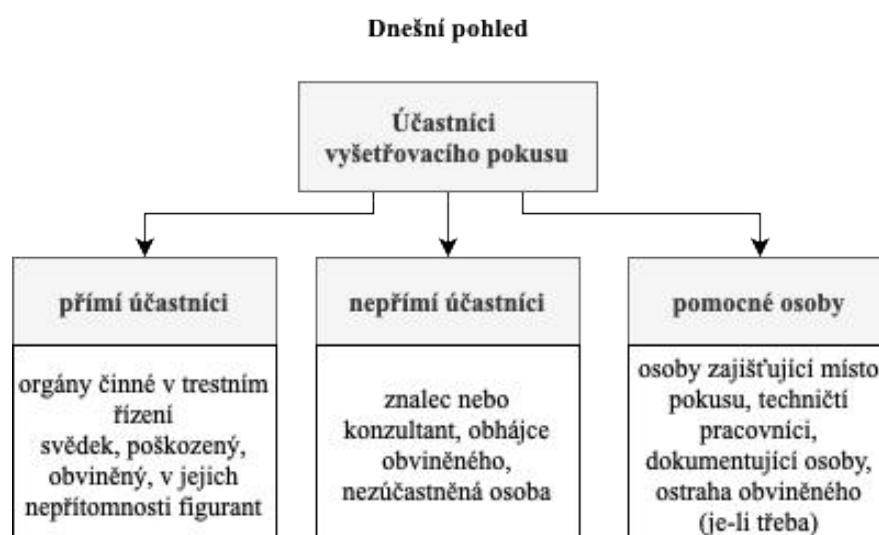 Dnešní pohled
Účastníci
vyšetřovacího pokusu
přímí účastníci
orgány činné v trestním
řízení
svědek, poškozený,
obviněný, v jejich
nepřítomnosti figurant
nepřímí účastníci
znalec nebo
konzultant, obhájce
obviněného,
nezúčastněná osoba
pomocné osoby
osoby zajišťující místo
pokusu, techničtí
pracovníci,
dokumentující osoby,
ostraha obviněného
(je-li třeba)